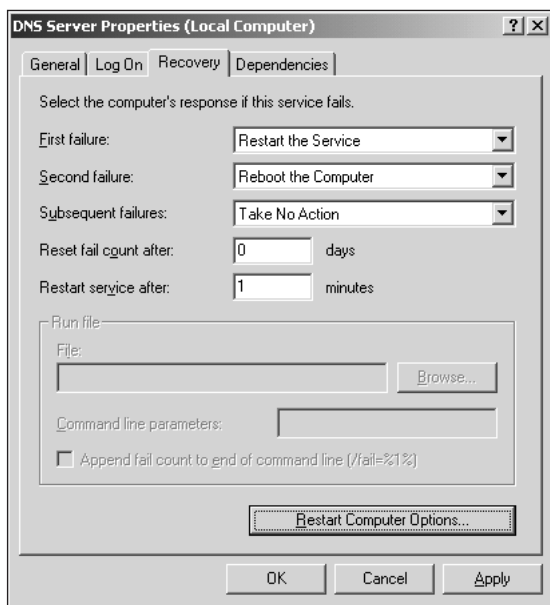 DNS Server Properties (Local Computer)
General Log On Recovery Dependencies
Select the computer's response if this service fails.
First failure: Restart the Service
Second failure: Reboot the Computer
Subsequent failures: Take No Action
Reset fail count after: 0 days
Restart service after: 1 minutes
Run file
File:
Browse...
Command line parameters:
Append fail count to end of command line (/fail=%1%)
Restart Computer Options...
OK Cancel Apply